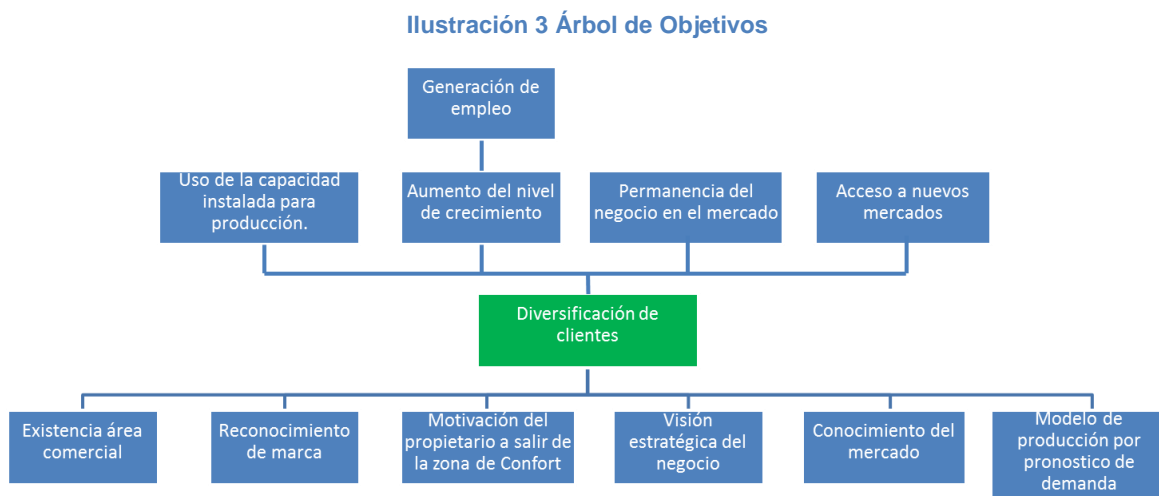 Ilustración 3 Árbol de Objetivos
Generación de
empleo
Uso de la capacidad
instalada para
producción.
Aumento del nivel
de crecimiento
Permanencia del
negocio en el mercado
Acceso a nuevos
mercados
Diversificación de
clientes
Existencia área
comercial
Reconocimiento
de marca
Motivación del
propietario a salir de
la zona de Confort
Visión
estratégica del
negocio
Conocimiento del
mercado
Modelo de
producción por
pronostico de
demanda